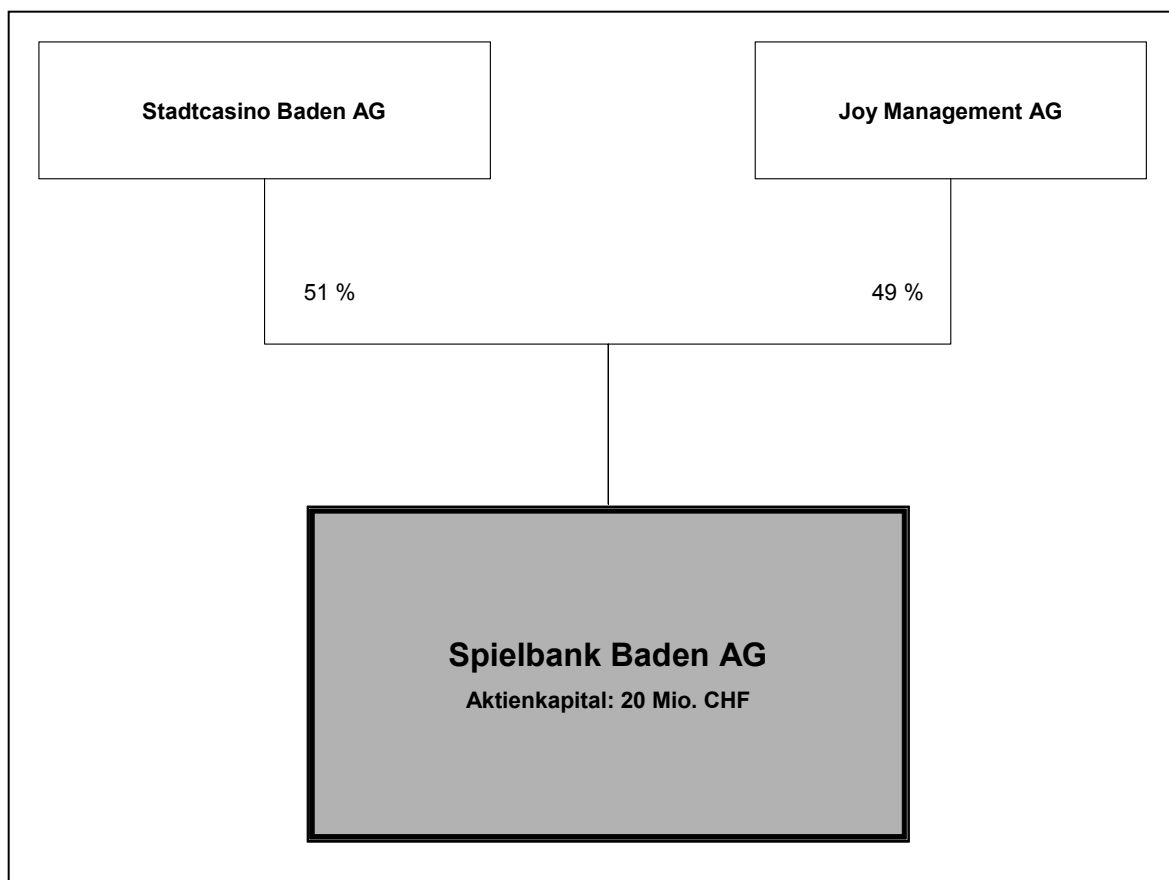 Stadtcasino Baden AG
Joy Management AG
51 %
49 %
Spielbank Baden AG
Aktienkapital: 20 Mio. CHF